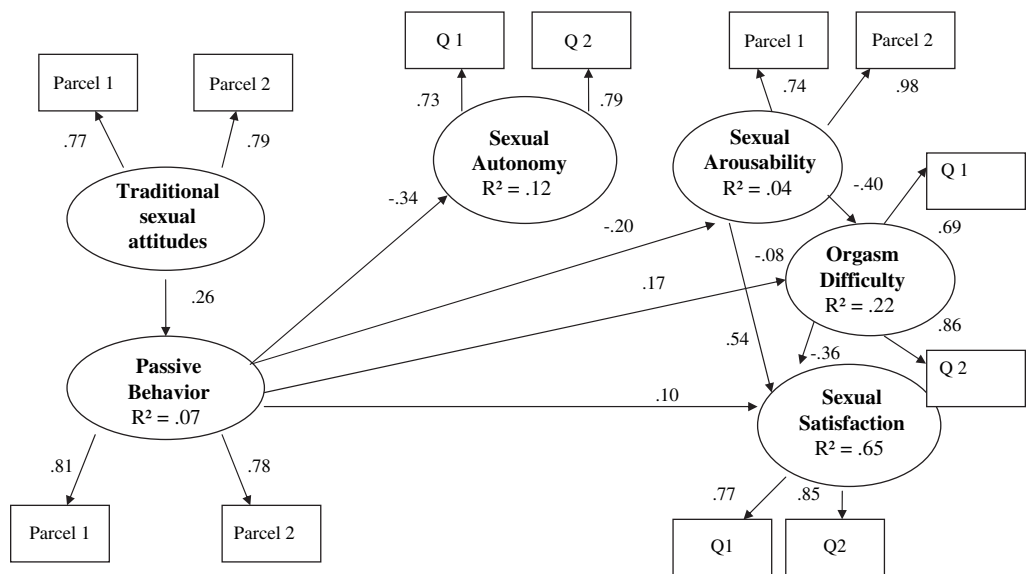 Q 1
Q 2
Parcel 1
Parcel 2
Parcel 1
Parcel 2
.73
.79
.74
.98
.77
.79
Sexual
Autonomy
R² = .12
Sexual
Arousability
R² = .04
Q 1
Traditional
sexual
attitudes
-.34
-.40
.69
-.20
-.08
Orgasm
Difficulty
R² = .22
.26
.17
.86
.54
-.36
Q 2
Passive
Behavior
R² = .07
.10
Sexual
Satisfaction
R² = .65
.81
.78
.77
.85
Parcel 1
Parcel 2
Q1
Q2